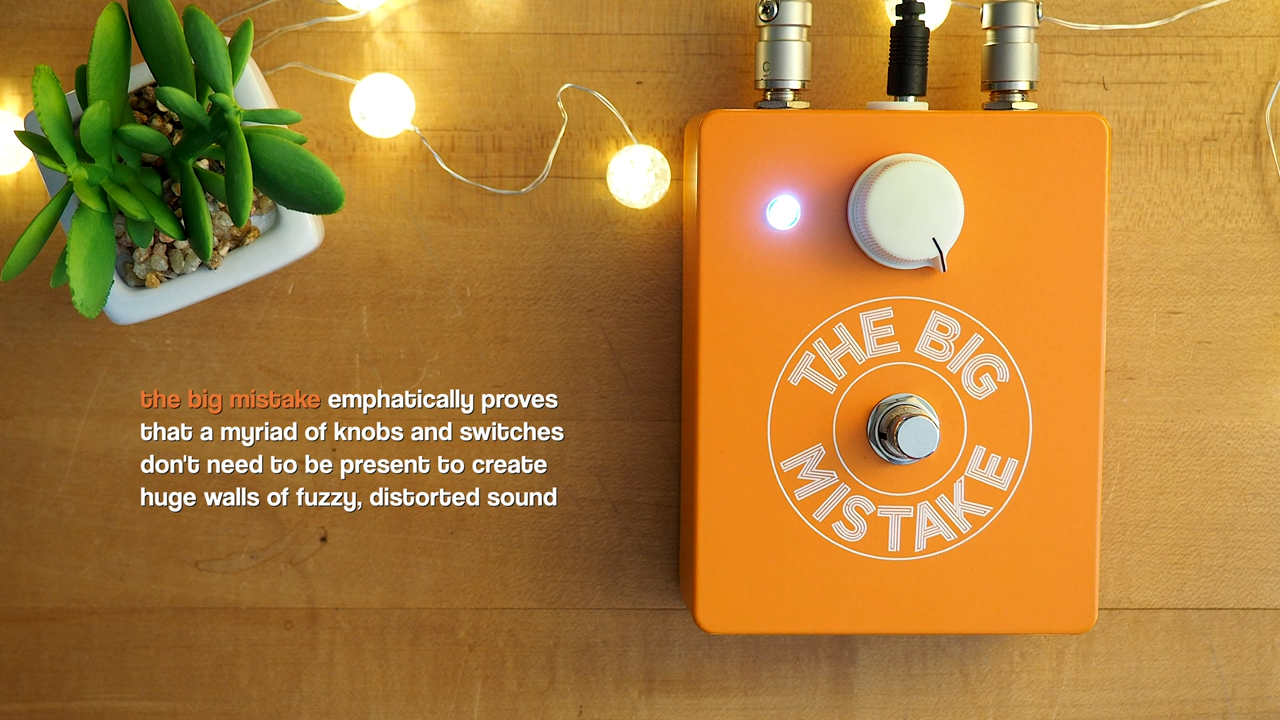 the big mistake emphatically proves
that a myriad of knobs and switches
don't need to be present to create
huge walls of fuzzy, distorted sound
THE BIG
MISTAKE